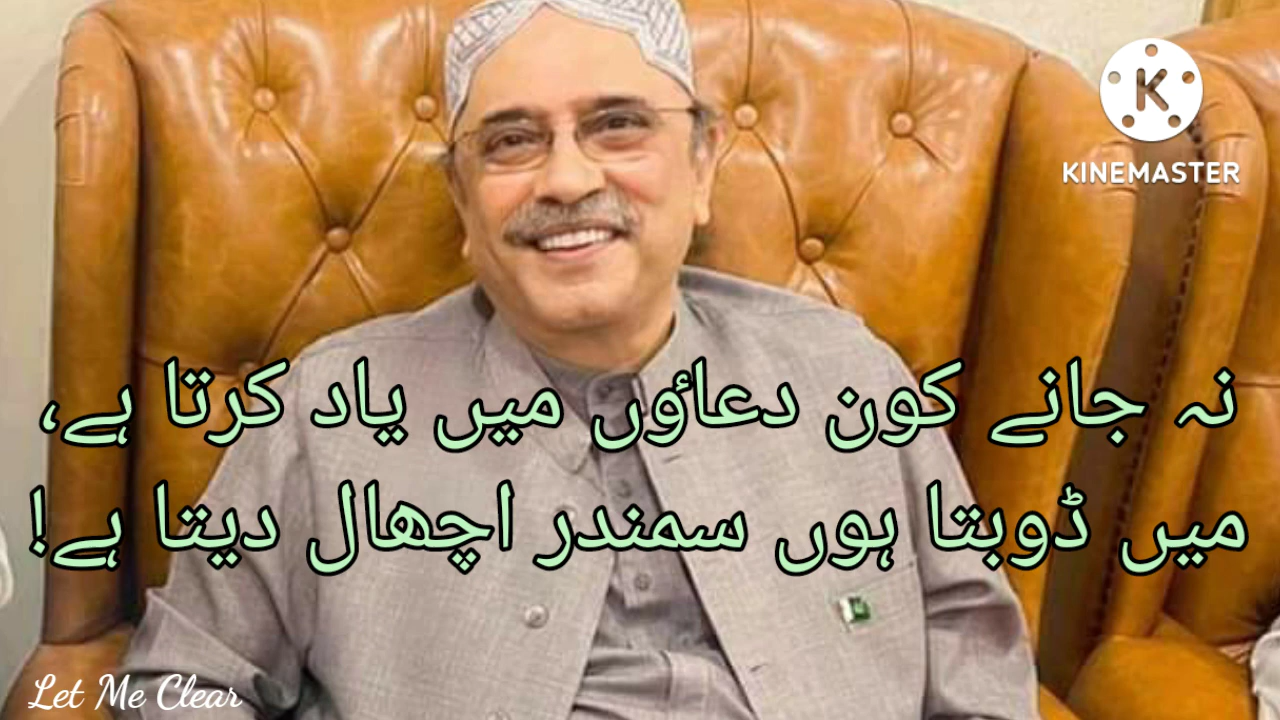 K
KINEMASTER
نہ جانے کون دعاؤں میں یاد کرتا ہے،
میں ڈوبتا ہوں سمندر اچھال دیتا ہے!
Let Me Clear